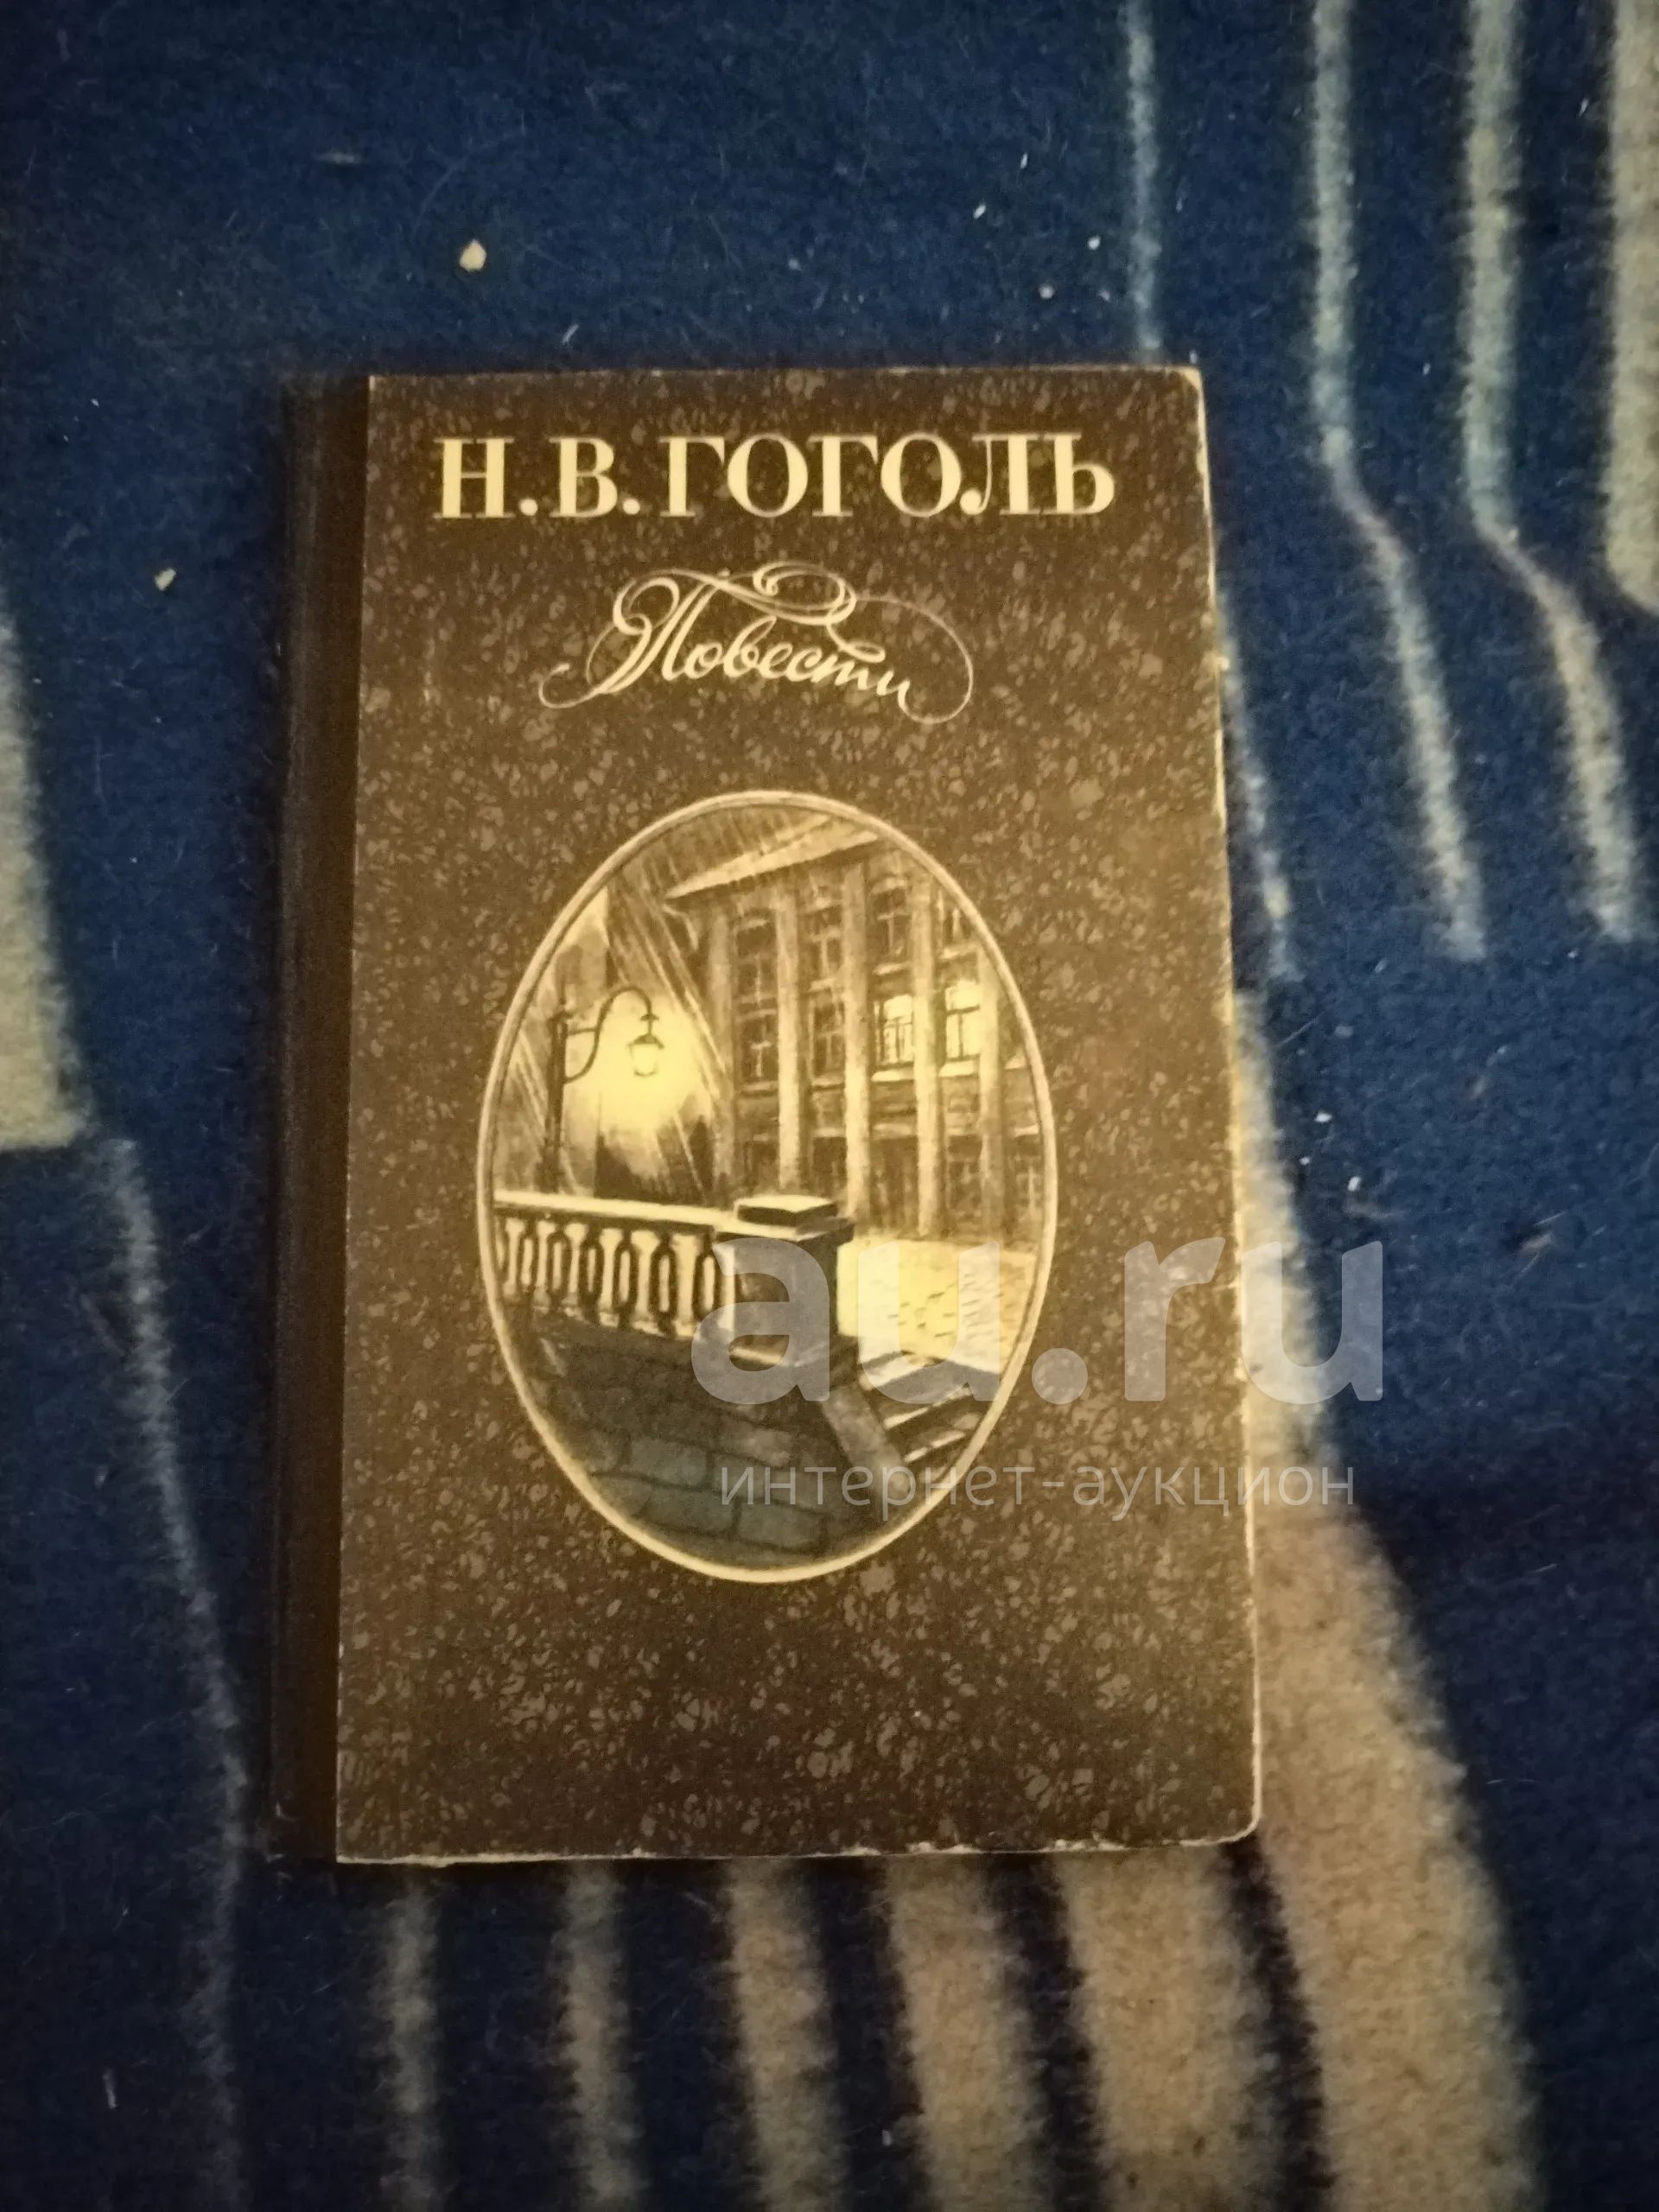 Н.В.ГОГОЛЬ
Повести
au.ru
интернет-аукцион